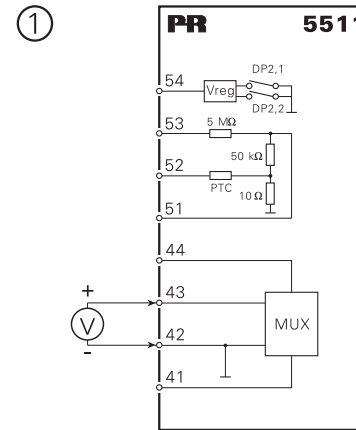 1
PR 5511
54
Vreg
DP2,1
DP2,2
53
5 MΩ
50 kΩ
52
PTC
10 Ω
51
44
+
43
V
MUX
42
-
41